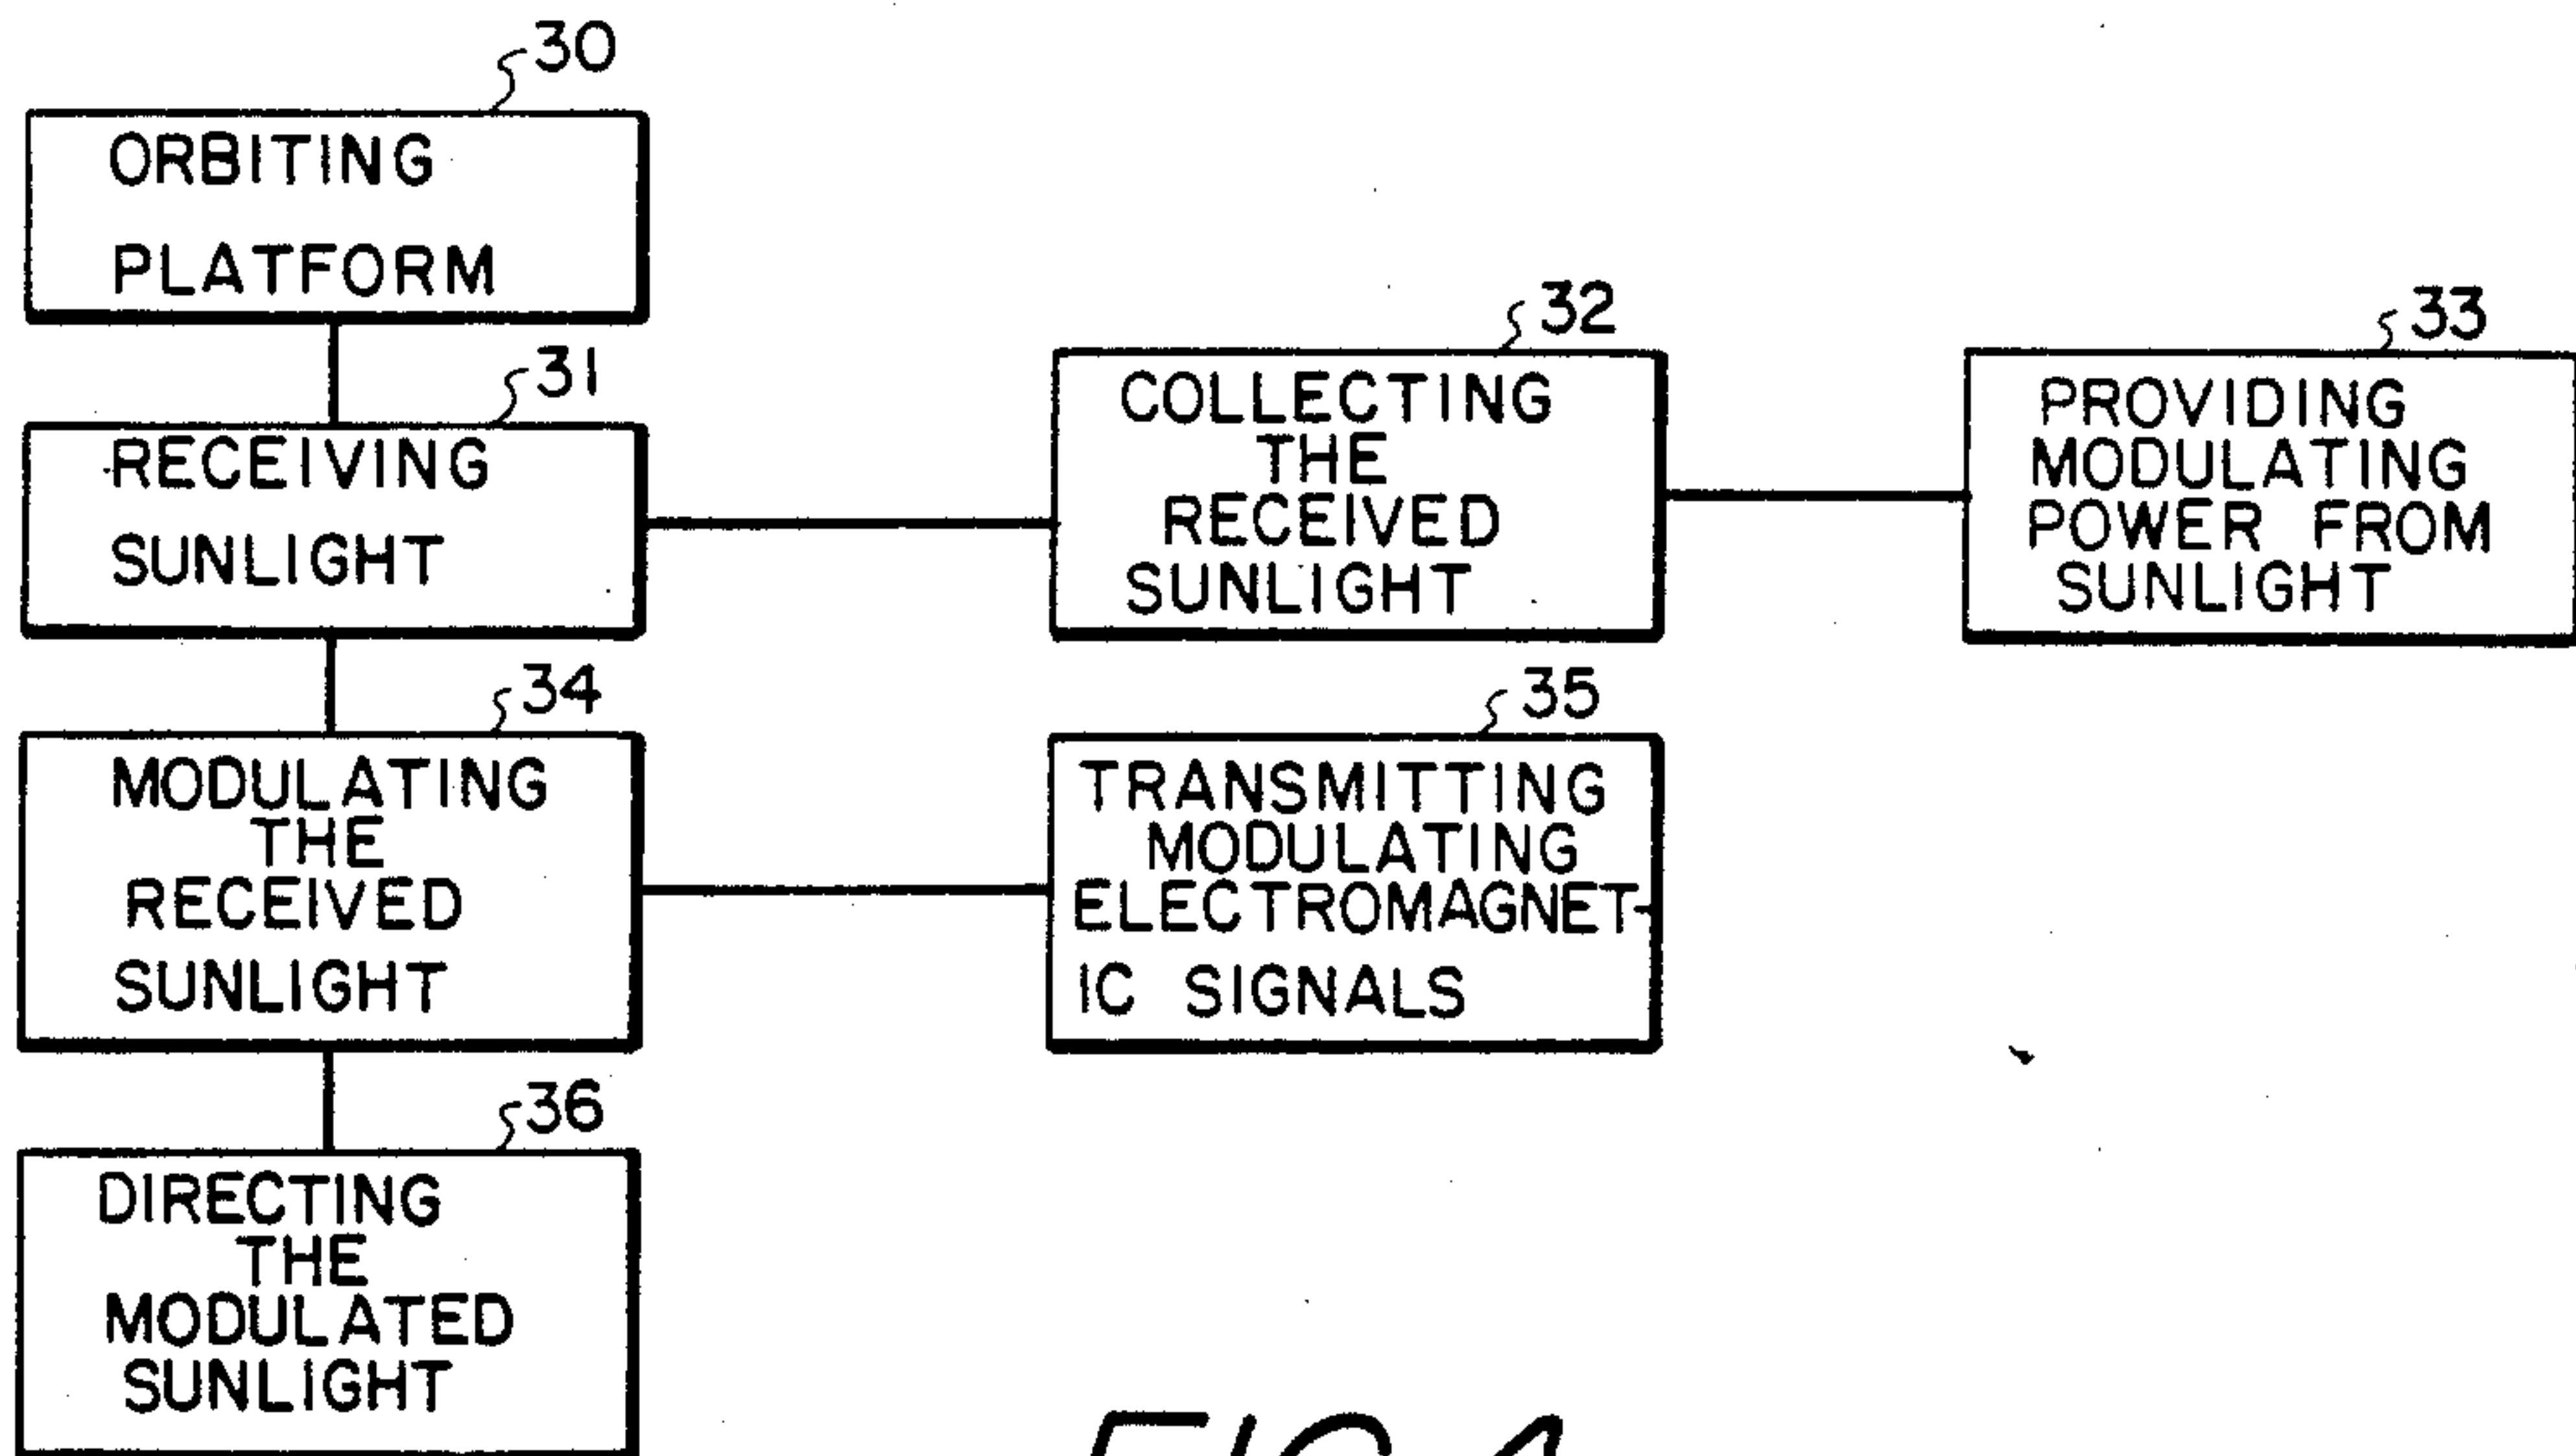 30
ORBITING
PLATFORM
31
RECEIVING
SUNLIGHT
32
COLLECTING
THE
RECEIVED
SUNLIGHT
33
PROVIDING
MODULATING
POWER FROM
SUNLIGHT
34
MODULATING
THE
RECEIVED
SUNLIGHT
35
TRANSMITTING
MODULATING
ELECTROMAGNET-
IC SIGNALS
36
DIRECTING
THE
MODULATED
SUNLIGHT